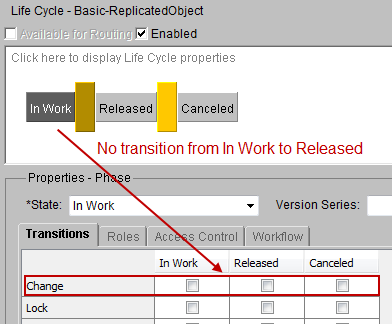 Life Cycle - Basic-ReplicatedObject
Available for Routing Enabled
Click here to display Life Cycle properties
In Work Released Canceled
No transition from In Work to Released
Properties - Phase
*State: In Work Version Series:
Transitions Roles Access Control Workflow
In Work Released Canceled
Change
Lock